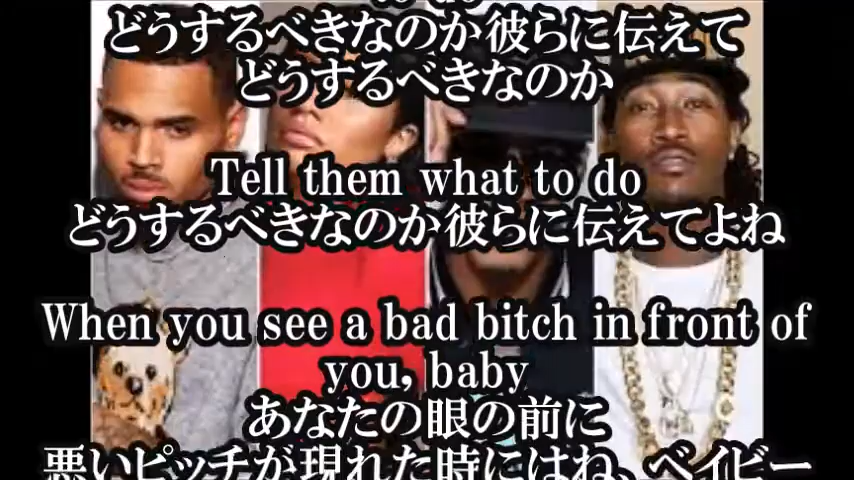 to do
どうするべきなのか彼らに伝えて
どうするべきなのか
Tell them what to do
どうするべきなのか彼らに伝えてよね
When you see a bad bitch in front of
you, baby
あなたの眼の前に
悪いビッチが現れた時にはね、ベイビー